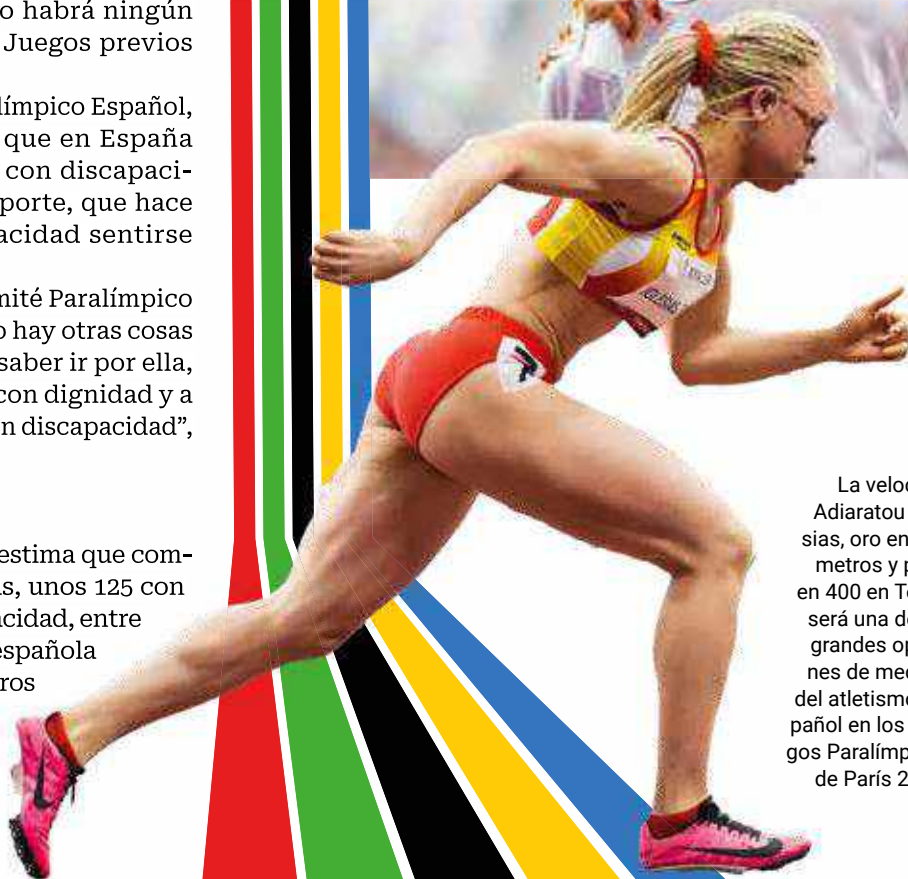 o habrá ningún
Juegos previos
límpico Español,
que en España
con discapaci-
porte, que hace
acidad sentirse
mité Paralímpico
o hay otras cosas
saber ir por ella,
con dignidad y a
n discapacidad”,
estima que com-
as, unos 125 con
acidad, entre
española
ros
La veloc
Adiaratou
sias, oro en
metros y p
en 400 en To
será una de
grandes op
nes de med
del atletismo
pañol en los
gos Paralímp
de París 2